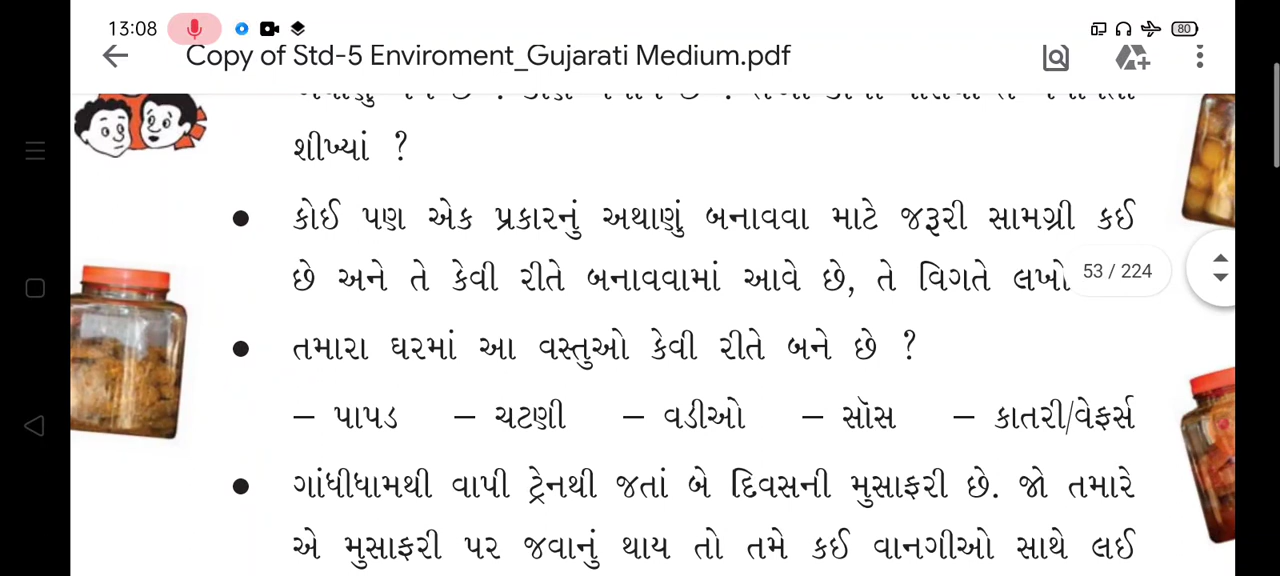 13:08
80
Copy of Std-5 Enviroment_Gujarati Medium.pdf
શીખ્યાં ?
● કોઈ પણ એક પ્રકારનું અથાણું બનાવવા માટે જરૂરી સામગ્રી કઈ
છે અને તે કેવી રીતે બનાવવામાં આવે છે, તે વિગતે લખો
53 / 224
● તમારા ઘરમાં આ વસ્તુઓ કેવી રીતે બને છે ?
– પાપડ – ચટણી – વડીઓ – સૉસ – કાતરી/વેફર્સ
● ગાંધીધામથી વાપી ટ્રેનથી જતાં બે દિવસની મુસાફરી છે. જો તમારે
એ મુસાફરી પર જવાનું થાય તો તમે કઈ વાનગીઓ સાથે લઈ